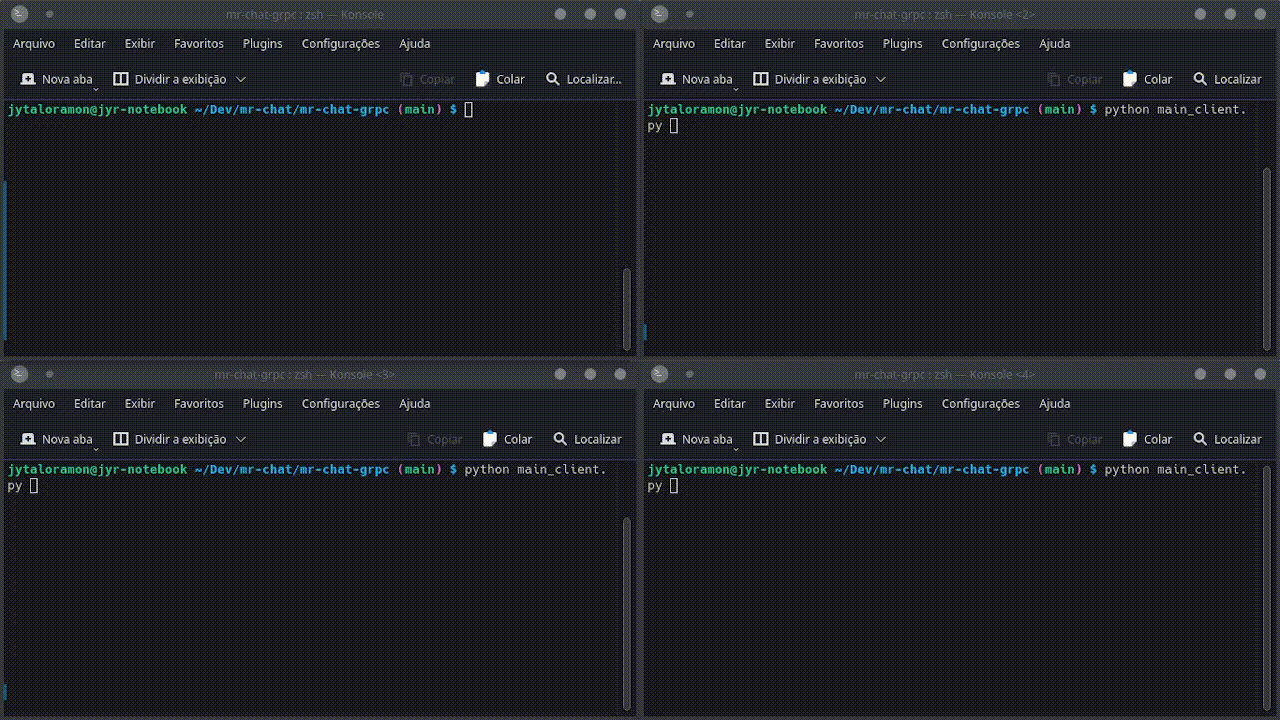 mr-chat-grpc : zsh — Konsole
Arquivo Editar Exibir Favoritos Plugins Configurações Ajuda
Nova aba Dividir a exibição Copiar Colar Localizar...
jytaloramon@jyr-notebook ~/Dev/mr-chat/mr-chat-grpc (main) $
mr-chat-grpc : zsh — Konsole <2>
Arquivo Editar Exibir Favoritos Plugins Configurações Ajuda
Nova aba Dividir a exibição Copiar Colar Localizar
jytaloramon@jyr-notebook ~/Dev/mr-chat/mr-chat-grpc (main) $ python main_client.
py
mr-chat-grpc : zsh — Konsole <3>
Arquivo Editar Exibir Favoritos Plugins Configurações Ajuda
Nova aba Dividir a exibição Copiar Colar Localizar
jytaloramon@jyr-notebook ~/Dev/mr-chat/mr-chat-grpc (main) $ python main_client.
py
mr-chat-grpc : zsh — Konsole <4>
Arquivo Editar Exibir Favoritos Plugins Configurações Ajuda
Nova aba Dividir a exibição Copiar Colar Localizar
jytaloramon@jyr-notebook ~/Dev/mr-chat/mr-chat-grpc (main) $ python main_client.
py